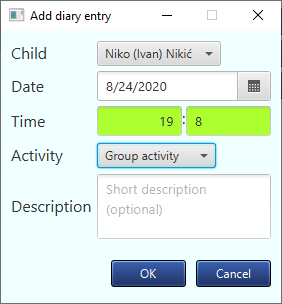 Add diary entry
Child Niko (Ivan) Nikić
Date 8/24/2020
Time 19 : 8
Activity Group activity
Description Short description
(optional)
OK Cancel